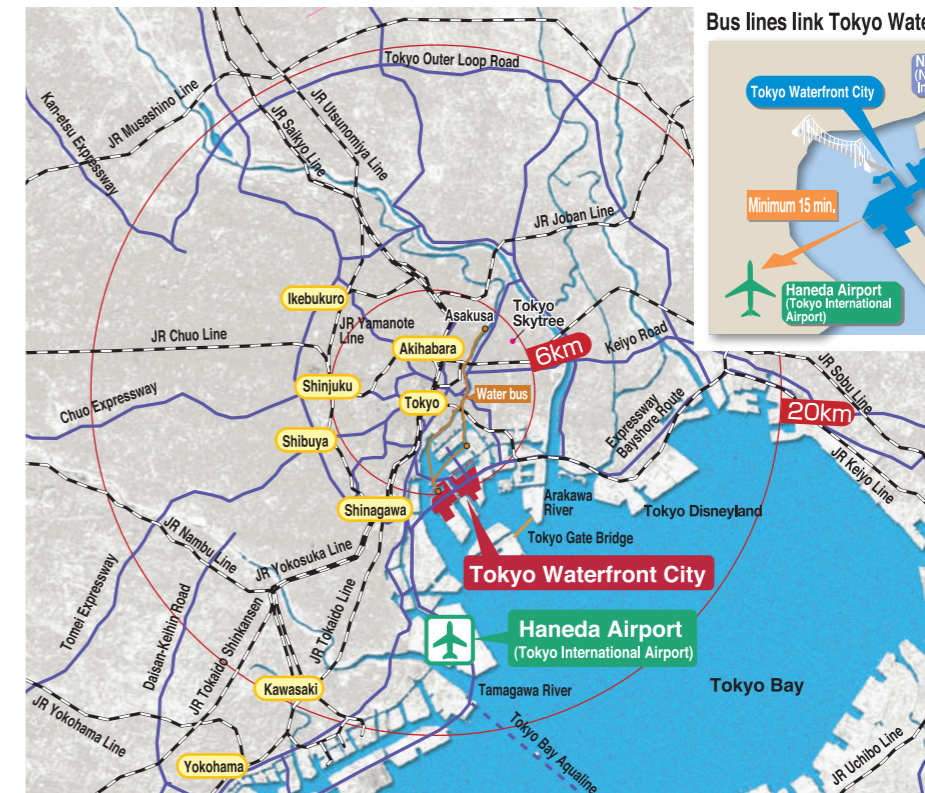 Bus lines link Tokyo Wate
Tokyo Outer Loop Road
JR Musashino Line
Kan-etsu Expressway
JR Saikyo Line
JR Utsunomiya Line
JR Joban Line
Tokyo Waterfront City
Minimum 15 min.
Haneda Airport
(Tokyo International
Airport)
Ikebukuro
JR Yamanote
Line
Asakusa
Tokyo
Skytree
JR Chuo Line
Akihabara
6km
Keiyo Road
JR Sobu Line
Shinjuku
Tokyo
Water bus
20km
Chuo Expressway
Expressway
Bayshore Route
Shibuya
JR Keiyo Line
Shinagawa
Arakawa
River
Tokyo Disneyland
Tokyo Gate Bridge
JR Nambu Line
JR Yokosuka Line
Tokyo Waterfront City
Tomei Expressway
Daisan-Keihin Road
JR Tokaido Shinkansen
JR Tokaido Line
Haneda Airport
(Tokyo International Airport)
Kawasaki
Tamagawa River
Tokyo Bay
JR Yokohama Line
Tokyo Bay Aqualine
Yokohama
JR Uchibo Line